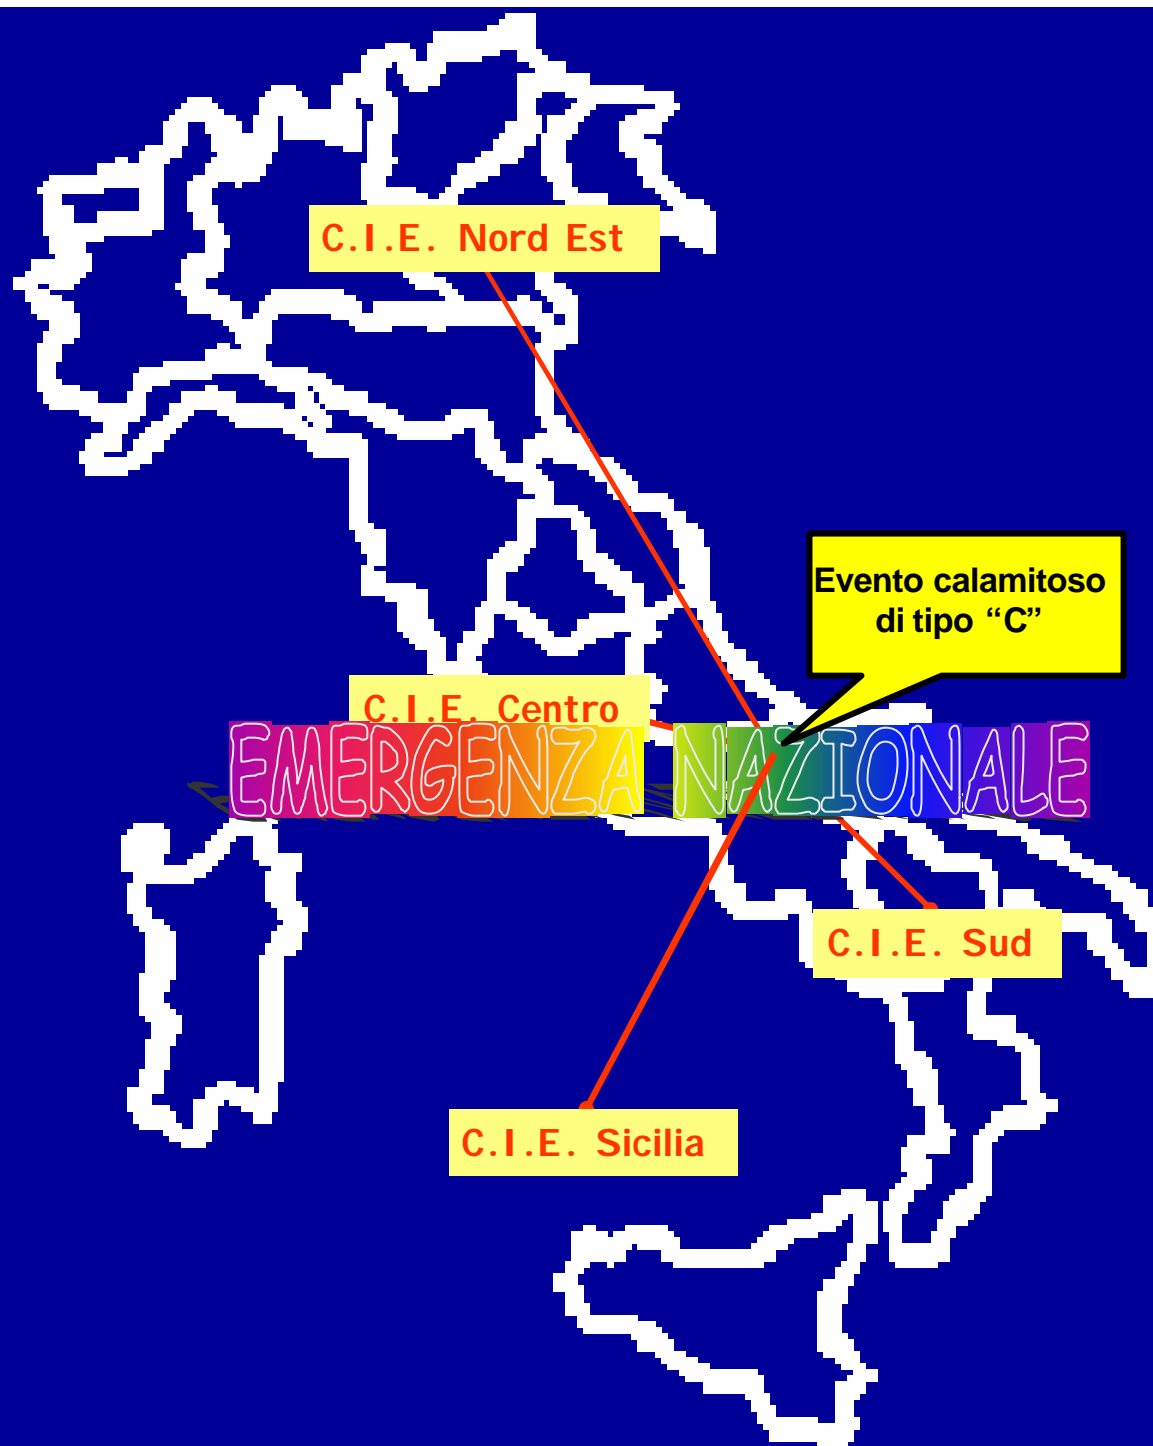 C.I.E. Nord Est
Evento calamitoso
di tipo “C”
C.I.E. Centro
EMERGENZA NAZIONALE
C.I.E. Sud
C.I.E. Sicilia